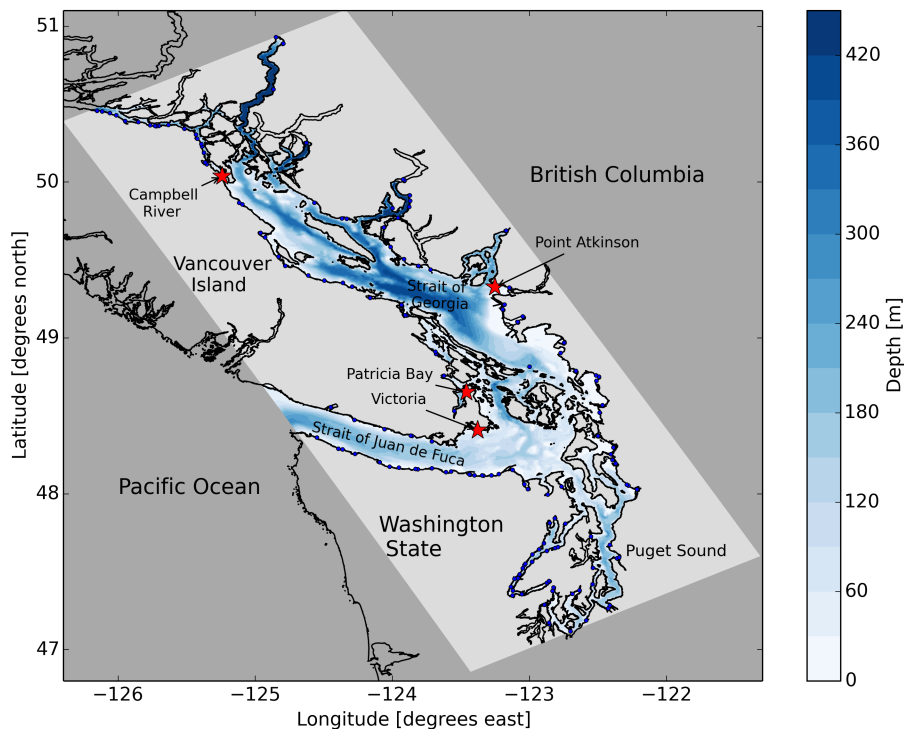 51
50
49
48
47
Latitude [degrees north]
British Columbia
Campbell
River
Point Atkinson
Vancouver
Island
Strait of
Georgia
Patricia Bay
Victoria
Strait of Juan de Fuca
Pacific Ocean
Washington
State
Puget Sound
−126
−125
−124
−123
−122
Longitude [degrees east]
420
360
300
240
180
120
60
0
Depth [m]